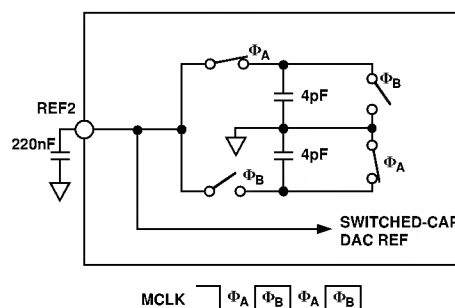 ΦA
ΦB
REF2
4pF
220nF
4pF
ΦA
ΦB
SWITCHED-CAP
DAC REF
MCLK ΦA ΦB ΦA ΦB